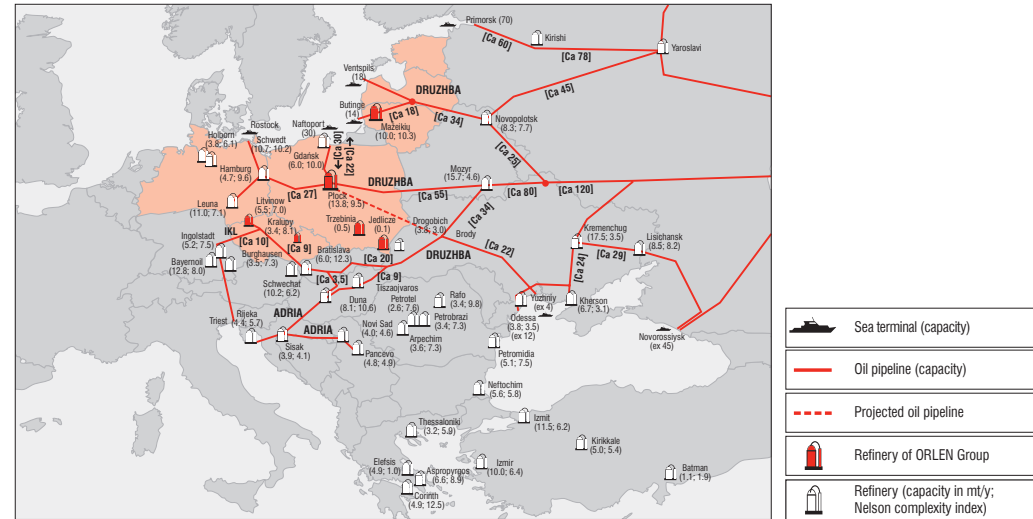 Primorsk (70)
[Ca 60]
Kirishi
[Ca 78]
Yaroslavi
Ventspils
(18)
DRUZHBA
[Ca 45]
Butinge
(14)
[Ca 18]
[Ca 34]
Mažeikių
(10.0; 10.3)
Novopolotsk
(8.3; 7.7)
Rostock
Naftoport
(30)
[Ca 30]
[Ca 22]
[Ca 25]
Holborn
(3.8; 6.1)
Schwedt
(10.7; 10.2)
Gdańsk
(6.0; 10.0)
Hamburg
(4.7; 9.6)
Mozyr
(15.7; 4.6)
DRUZHBA
[Ca 27]
[Ca 55]
[Ca 80]
[Ca 120]
Leuna
(11.0; 7.1)
Litvinow
(5.5; 7.0)
Płock
(13.8; 9.5)
[Ca 34]
Kralupy
(3.4; 8.1)
Trzebinia
(0.5)
Jedlicze
(0.1)
Drogobich
(3.8; 3.0)
Brody
[Ca 22]
Kremenchug
(17.5; 3.5)
Lisichansk
(8.5; 8.2)
IKL
[Ca 10]
Ingolstadt
(5.2; 7.5)
[Ca 9]
Bratislava
(6.0; 12.3)
[Ca 20]
DRUZHBA
[Ca 24]
[Ca 29]
Bayernoil
(12.8; 8.0)
Burghausen
(3.5; 7.3)
Schwechat
(10.2; 6.2)
[Ca 3,5]
[Ca 9]
Tiszaojvaros
Duna
(8.1; 10.6)
Petrotel
(2.6; 7.6)
Rafo
(3.4; 9.8)
Yuzhniy
(ex 4)
Kherson
(6.7; 3.1)
Odessa
(3.8; 3.5)
(ex 12)
Triest
Rijeka
(4.4; 5.7)
ADRIA
ADRIA
Novi Sad
(4.0; 4.6)
Petrobrazi
(3.4; 7.3)
Arpechim
(3.6; 7.3)
Novorossiysk
(ex 45)
Sisak
(3.9; 4.1)
Pancevo
(4.8; 4.9)
Petromidia
(5.1; 7.5)
Neftochim
(5.6; 5.8)
Izmit
(11.5; 6.2)
Thessaloniki
(3.2; 5.9)
Kirikkale
(5.0; 5.4)
Elefsis
(4.9; 1.0)
Aspropyrgos
(6.6; 8.9)
Izmir
(10.0; 6.4)
Batman
(1.1; 1.9)
Corinth
(4.9; 12.5)
Sea terminal (capacity)
Oil pipeline (capacity)
Projected oil pipeline
Refinery of ORLEN Group
Refinery (capacity in mt/y;
Nelson complexity index)